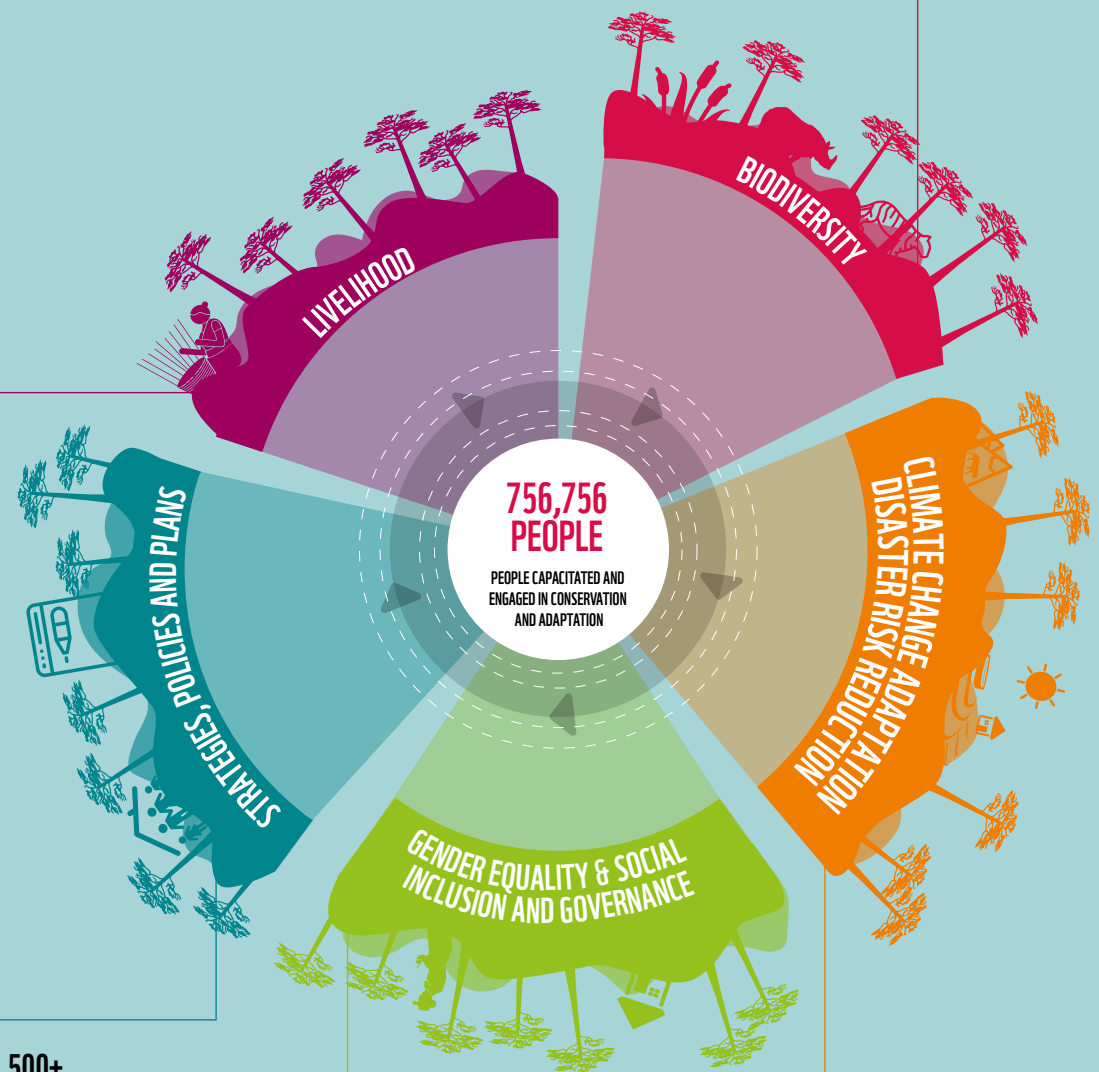 BIODIVERSITY
LIVELIHOOD
CLIMATE CHANGE ADAPTATION
DISASTER RISK REDUCTION
756,756
PEOPLE
PEOPLE CAPACITATED AND
ENGAGED IN CONSERVATION
AND ADAPTATION
STRATEGIES, POLICIES AND PLANS
GENDER EQUALITY & SOCIAL
INCLUSION AND GOVERNANCE
500+